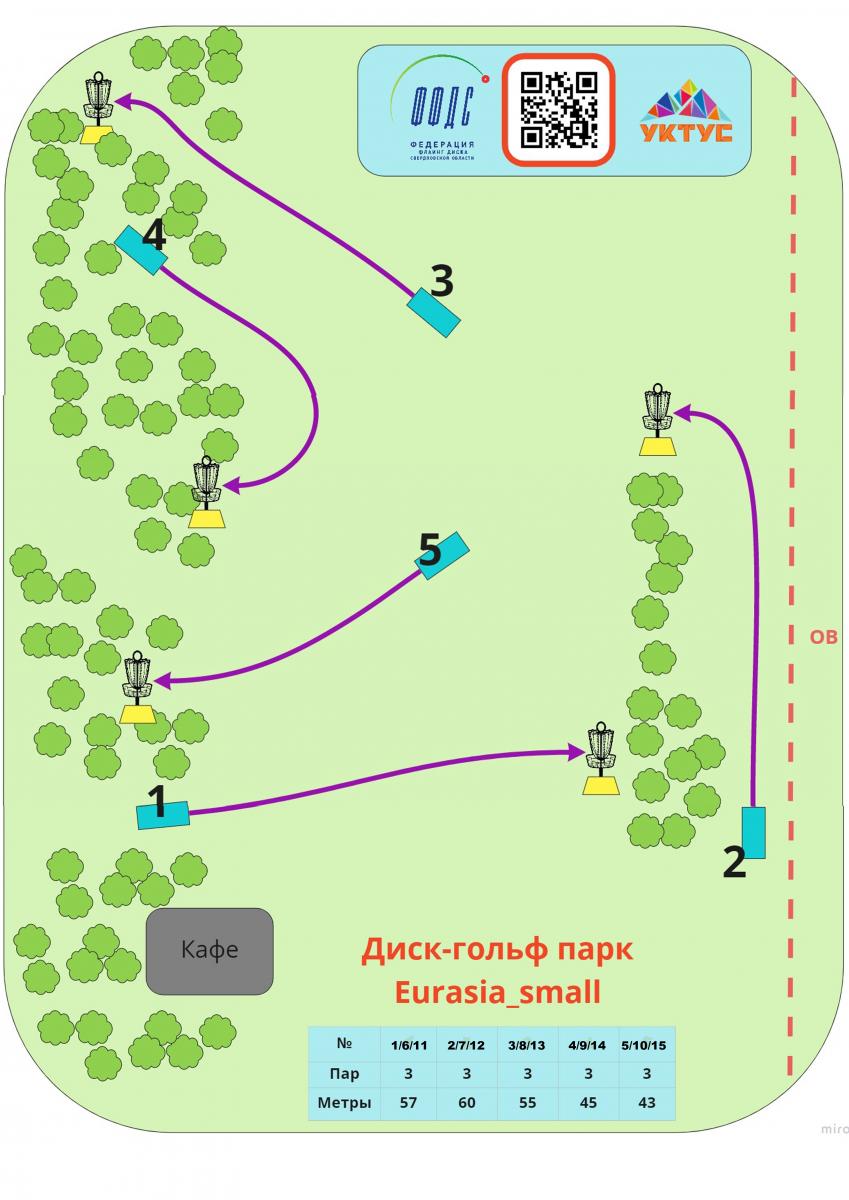 ФОДС
ФЕДЕРАЦИЯ
ФЛАИНГ ДИСКА
СВЕРДЛОВСКОЙ ОБЛАСТИ
УКТУС
4
3
5
ОВ
1
2
Кафе
Диск-гольф парк
Eurasia_small
№ 1/6/11 2/7/12 3/8/13 4/9/14 5/10/15
Пар 3 3 3 3 3
Метры 57 60 55 45 43
miro